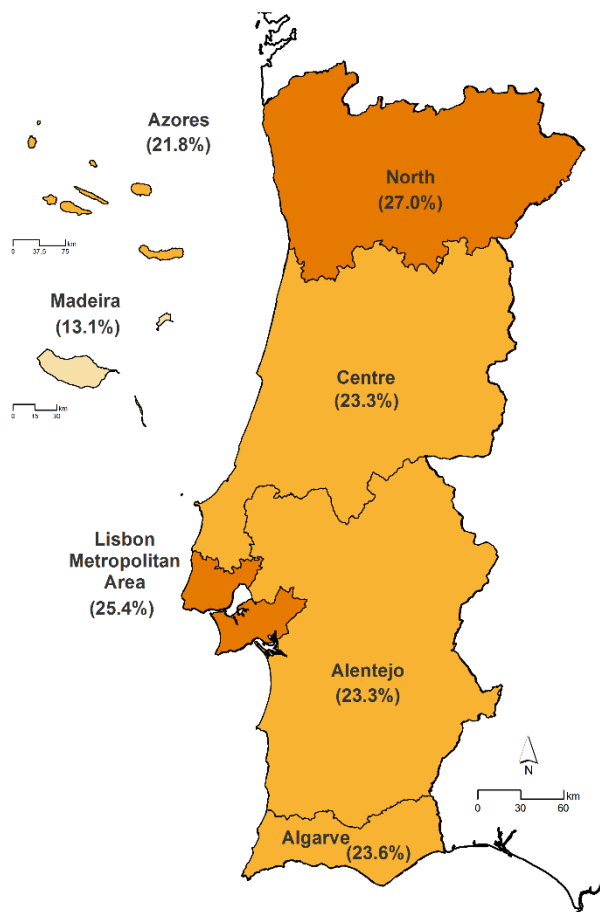 Azores
(21.8%)
North
(27.0%)
km
0 37,5 75
Madeira
(13.1%)
km
0 15 30
Centre
(23.3%)
Lisbon
Metropolitan
Area
(25.4%)
Alentejo
(23.3%)
N
km
0 30 60
Algarve (23.6%)